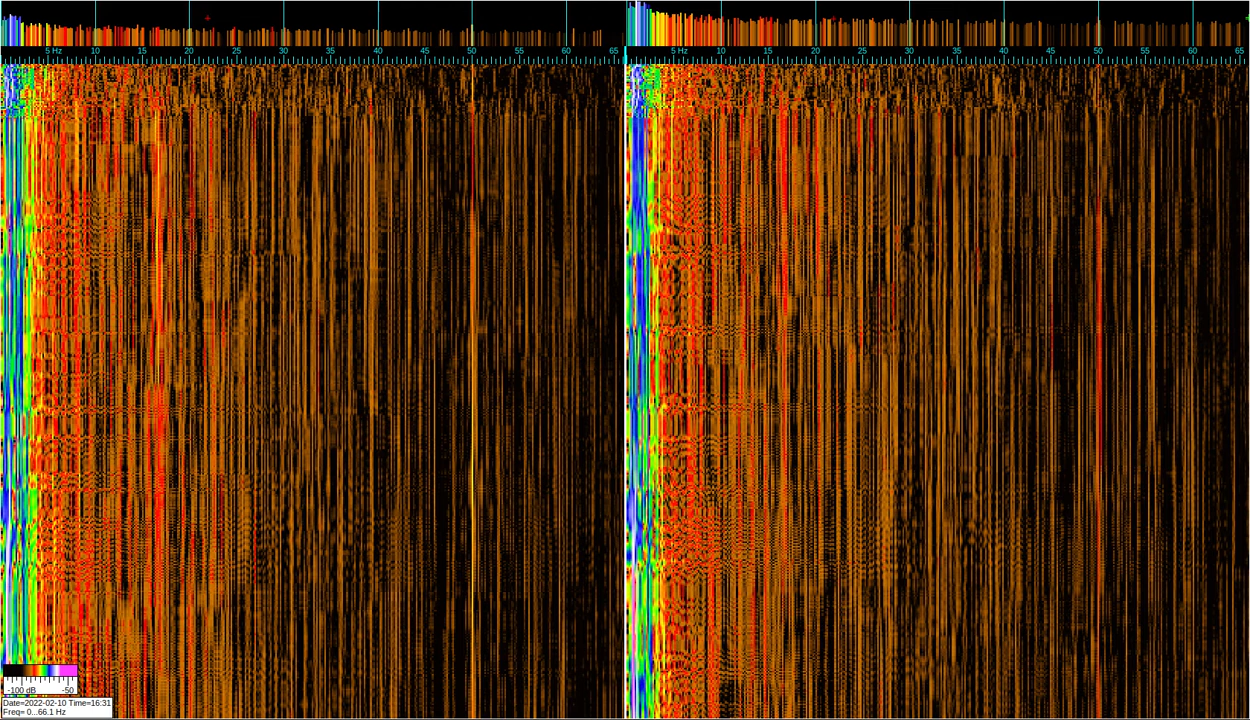 5 Hz 10 15 20 25 30 35 40 45 50 55 60 65
5 Hz 10 15 20 25 30 35 40 45 50 55 60 65
-100 dB -50
Date=2022-02-10 Time=16:31
Freq= 0...66.1 Hz